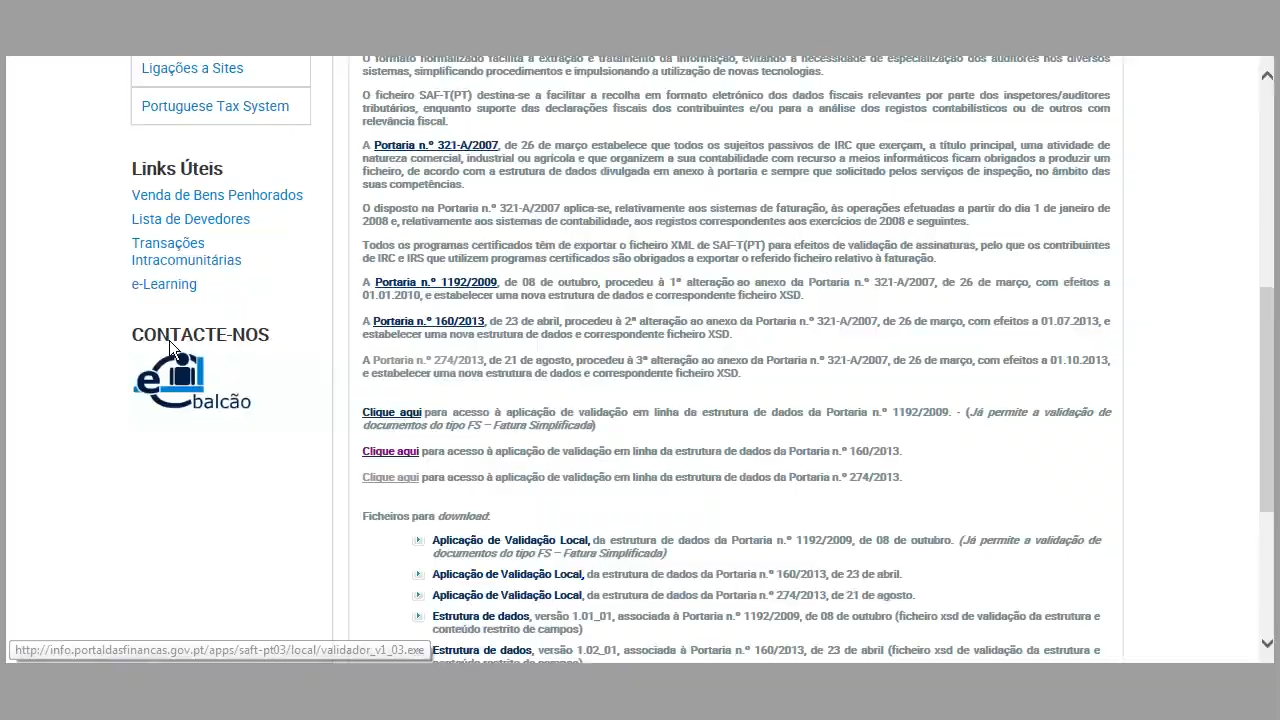 Ligações a Sites
Portuguese Tax System
Links Úteis
Venda de Bens Penhorados
Lista de Devedores
Transações
Intracomunitárias
e-Learning
CONTACTE-NOS
e balcão
O formato normalizado facilita a extração e tratamento da informação, evitando a necessidade de especialização dos auditores nos diversos
sistemas, simplificando procedimentos e impulsionando a utilização de novas tecnologias.
O ficheiro SAF-T(PT) destina-se a facilitar a recolha em formato eletrónico dos dados fiscais relevantes por parte dos inspetores/auditores
tributários, enquanto suporte das declarações fiscais dos contribuintes e/ou para a análise dos registos contabilísticos ou de outros com
relevância fiscal.
A Portaria n.º 321-A/2007, de 26 de março estabelece que todos os sujeitos passivos de IRC que exerçam, a título principal, uma atividade de
natureza comercial, industrial ou agrícola e que organizem a sua contabilidade com recurso a meios informáticos ficam obrigados a produzir um
ficheiro, de acordo com a estrutura de dados divulgada em anexo à portaria e sempre que solicitado pelos serviços de inspeção, no âmbito das
suas competências.
O disposto na Portaria n.º 321-A/2007 aplica-se, relativamente aos sistemas de faturação, às operações efetuadas a partir do dia 1 de janeiro de
2008 e, relativamente aos sistemas de contabilidade, aos registos correspondentes aos exercícios de 2008 e seguintes.
Todos os programas certificados têm de exportar o ficheiro XML de SAF-T(PT) para efeitos de validação de assinaturas, pelo que os contribuintes
de IRC e IRS que utilizem programas certificados são obrigados a exportar o referido ficheiro relativo à faturação.
A Portaria n.º 1192/2009, de 08 de outubro, procedeu à 1ª alteração ao anexo da Portaria n.º 321-A/2007, de 26 de março, com efeitos a
01.01.2010, e estabelecer uma nova estrutura de dados e correspondente ficheiro XSD.
A Portaria n.º 160/2013, de 23 de abril, procedeu à 2ª alteração ao anexo da Portaria n.º 321-A/2007, de 26 de março, com efeitos a 01.07.2013, e
estabelecer uma nova estrutura de dados e correspondente ficheiro XSD.
A Portaria n.º 274/2013, de 21 de agosto, procedeu à 3ª alteração ao anexo da Portaria n.º 321-A/2007, de 26 de março, com efeitos a 01.10.2013,
e estabelecer uma nova estrutura de dados e correspondente ficheiro XSD.
Clique aqui para acesso à aplicação de validação em linha da estrutura de dados da Portaria n.º 1192/2009. - (Já permite a validação de
documentos do tipo FS – Fatura Simplificada)
Clique aqui para acesso à aplicação de validação em linha da estrutura de dados da Portaria n.º 160/2013.
Clique aqui para acesso à aplicação de validação em linha da estrutura de dados da Portaria n.º 274/2013.
Ficheiros para download:
Aplicação de Validação Local, da estrutura de dados da Portaria n.º 1192/2009, de 08 de outubro. (Já permite a validação de
documentos do tipo FS – Fatura Simplificada)
Aplicação de Validação Local, da estrutura de dados da Portaria n.º 160/2013, de 23 de abril.
Aplicação de Validação Local, da estrutura de dados da Portaria n.º 274/2013, de 21 de agosto.
Estrutura de dados, versão 1.01_01, associada à Portaria n.º 1192/2009, de 08 de outubro (ficheiro xsd de validação da estrutura e
conteúdo restrito de campos)
Estrutura de dados, versão 1.02_01, associada à Portaria n.º 160/2013, de 23 de abril (ficheiro xsd de validação da estrutura e
conteúdo restrito de campos)
http://info.portaldasfinancas.gov.pt/apps/saft-pt03/local/validador_v1_03.exe